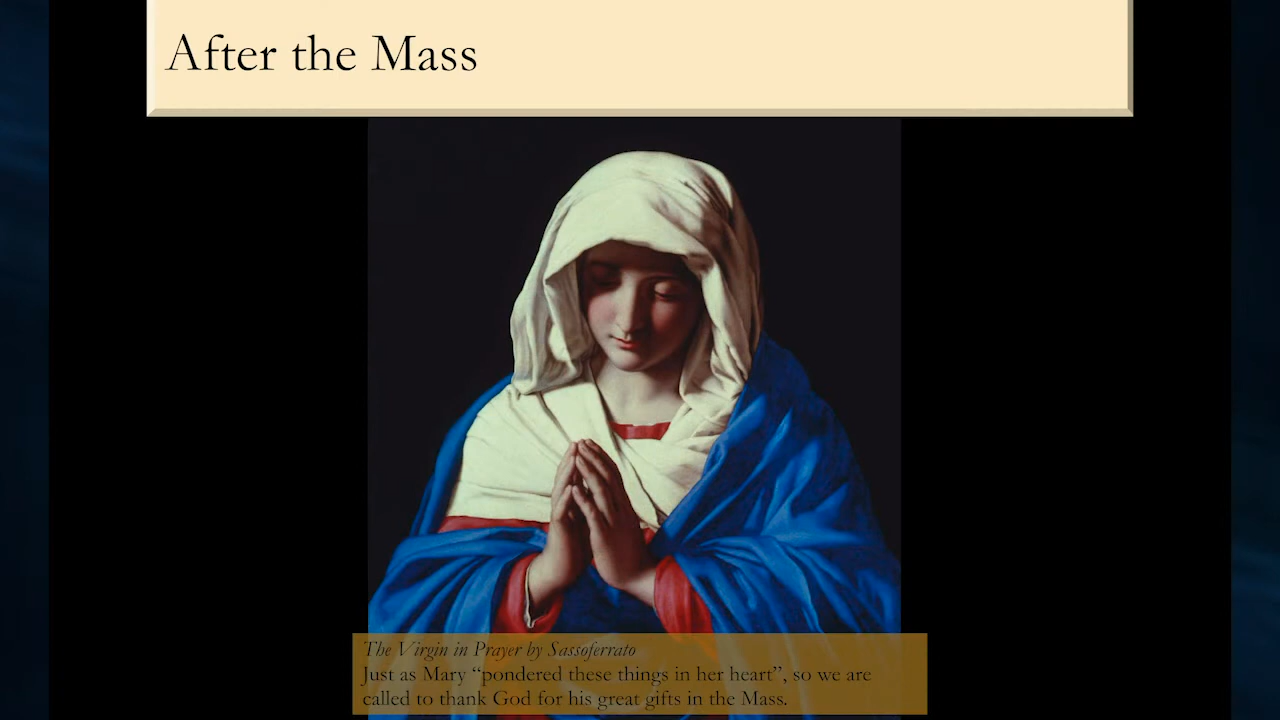 After the Mass
The Virgin in Prayer by Sassoferrato
Just as Mary “pondered these things in her heart”, so we are
called to thank God for his great gifts in the Mass.